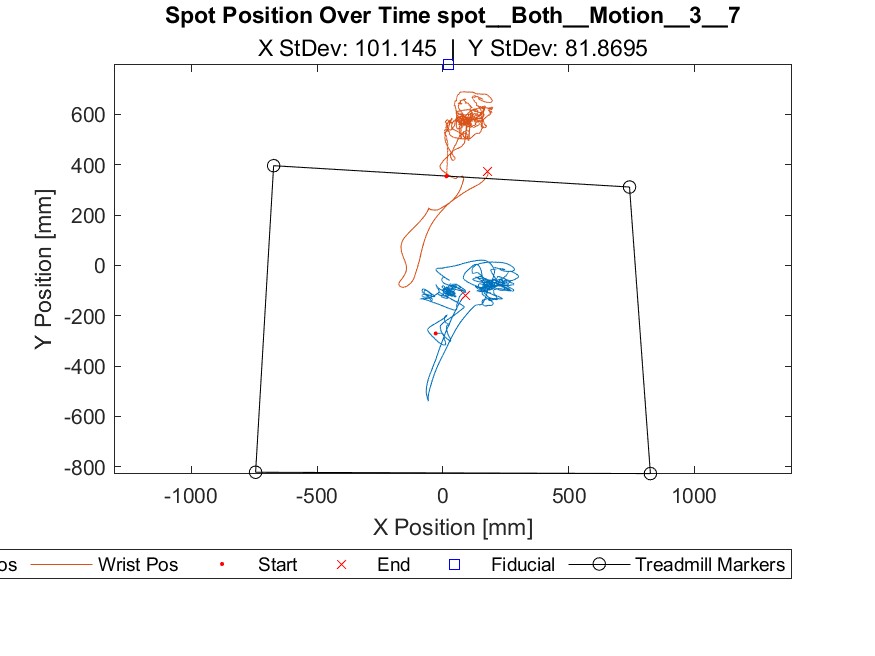 Spot Position Over Time spot__Both__Motion__3__7
X StDev: 101.145 | Y StDev: 81.8695
600
400
200
0
-200
-400
-600
-800
Y Position [mm]
-1000 -500 0 500 1000
X Position [mm]
os Wrist Pos Start End Fiducial Treadmill Markers